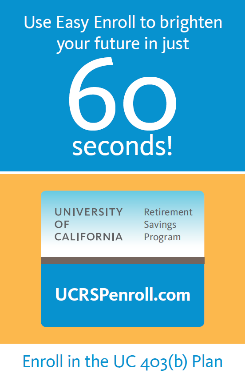 Use Easy Enroll to brighten
your future in just
60
seconds!
UNIVERSITY
OF
CALIFORNIA
Retirement
Savings
Program
UCRSPenroll.com
Enroll in the UC 403(b) Plan